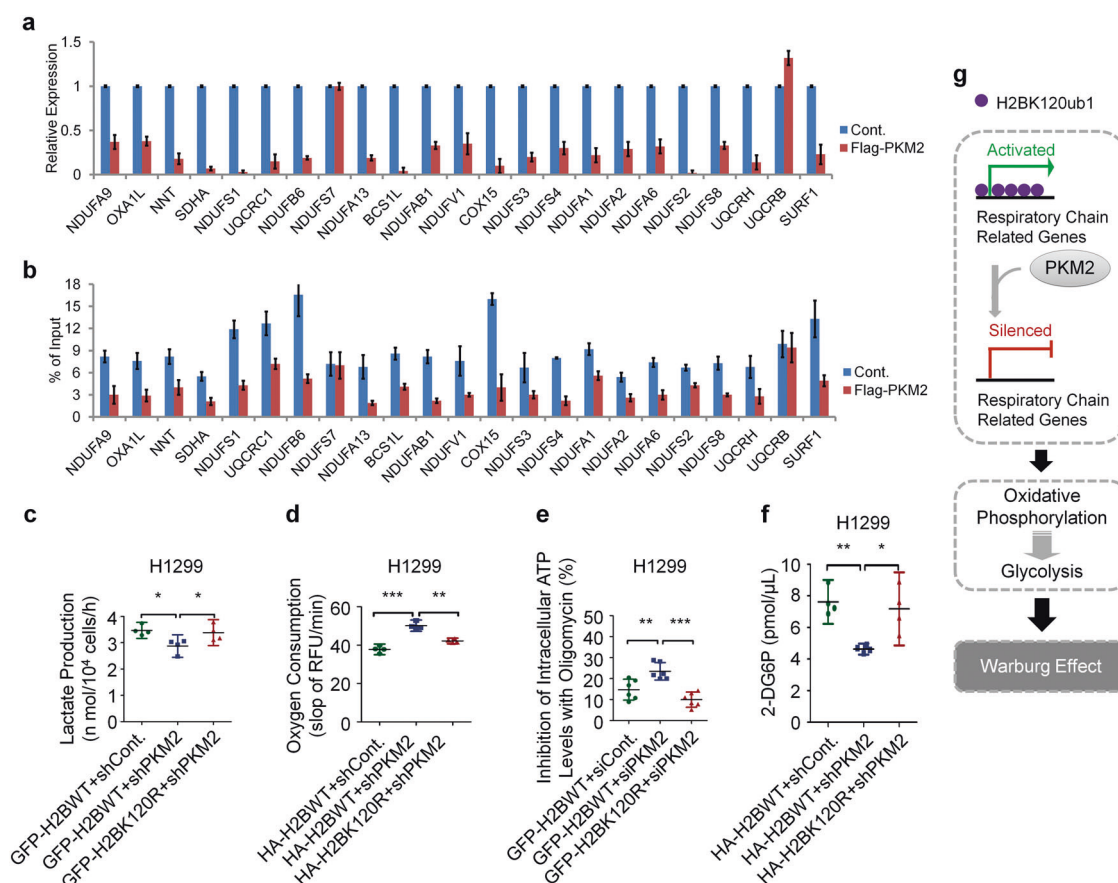 a
Relative Expression
1.5
1
0.5
0
Cont.
Flag-PKM2
NDUFA9
OXA1L
NNT
SDHA
NDUFS1
UQCRC1
NDUFB6
NDUFS7
NDUFA13
BCS1L
NDUFAB1
NDUFV1
COX15
NDUFS3
NDUFS4
NDUFA1
NDUFA2
NDUFA6
NDUFS2
NDUFS8
UQCRH
UQCRB
SURF1
b
% of Input
18
15
12
9
6
3
0
Cont.
Flag-PKM2
NDUFA9
OXA1L
NNT
SDHA
NDUFS1
UQCRC1
NDUFB6
NDUFS7
NDUFA13
BCS1L
NDUFAB1
NDUFV1
COX15
NDUFS3
NDUFS4
NDUFA1
NDUFA2
NDUFA6
NDUFS2
NDUFS8
UQCRH
UQCRB
SURF1
c
H1299
* *
Lactate Production
(n mol/10⁴ cells/h)
5
4
3
2
1
0
GFP-H2BWT+shCont.
GFP-H2BWT+shPKM2
GFP-H2BK120R+shPKM2
d
H1299
*** **
Oxygen Consumption
(slop of RFU/min)
60
40
20
0
HA-H2BWT+shCont.
HA-H2BWT+shPKM2
HA-H2BK120R+shPKM2
e
H1299
** ***
Inhibition of Intracellular ATP
Levels with Oligomycin (%)
50
40
30
20
10
0
GFP-H2BWT+siCont.
GFP-H2BWT+siPKM2
GFP-H2BK120R+siPKM2
f
H1299
** *
2-DG6P (pmol/μL)
10
8
6
4
2
0
HA-H2BWT+shCont.
HA-H2BWT+shPKM2
HA-H2BK120R+shPKM2
g
H2BK120ub1
Activated
Respiratory Chain
Related Genes
PKM2
Silenced
Respiratory Chain
Related Genes
Oxidative
Phosphorylation
Glycolysis
Warburg Effect